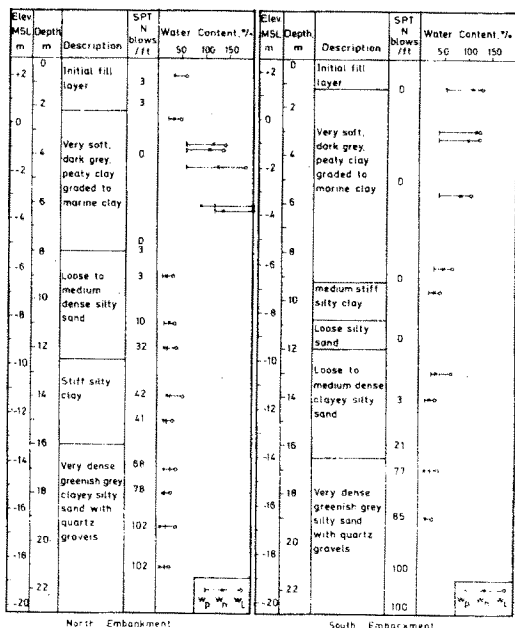 Elev
MSL
m
Depth
m
Description
SPT
N
blows
/ft
Water Content, %
50 100 150
+2
0
-2
-4
-6
-8
-10
-12
-14
-16
-18
-20
0
2
4
6
8
10
12
14
16
18
20
22
Initial fill
layer
Very soft,
dark grey,
peaty clay
graded to
marine clay
Loose to
medium
dense silty
sand
Stiff silty
clay
Very dense
greenish grey
clayey silty
sand with
quartz
gravels
3
3
0
0
3
3
10
32
42
41
68
78
102
102
Wp Wn WL
North Embankment
Elev
MSL
m
Depth
m
Description
SPT
N
blows
/ft
Water Content, %
50 100 150
+2
0
-2
-4
-6
-8
-10
-12
-14
-16
-18
-20
0
2
4
6
8
10
12
14
16
18
20
22
Initial fill
layer
Very soft,
dark grey,
peaty clay
graded to
marine clay
medium stiff
silty clay
Loose silty
sand
Loose to
medium dense
clayey silty
sand
Very dense
greenish grey
silty sand
with quartz
gravels
0
0
0
0
3
21
77
65
100
100
Wp Wn WL
South Embankment